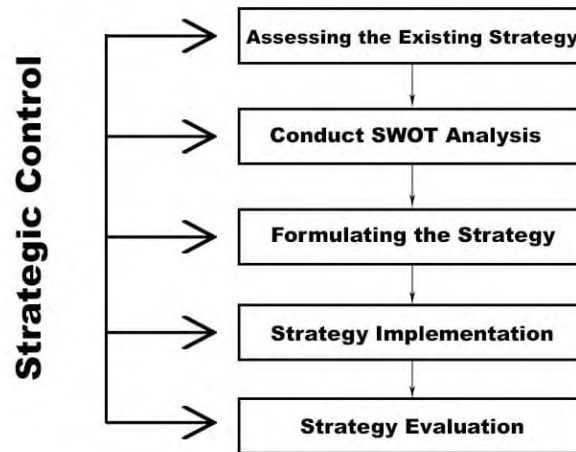 Strategic Control
Assessing the Existing Strategy
Conduct SWOT Analysis
Formulating the Strategy
Strategy Implementation
Strategy Evaluation